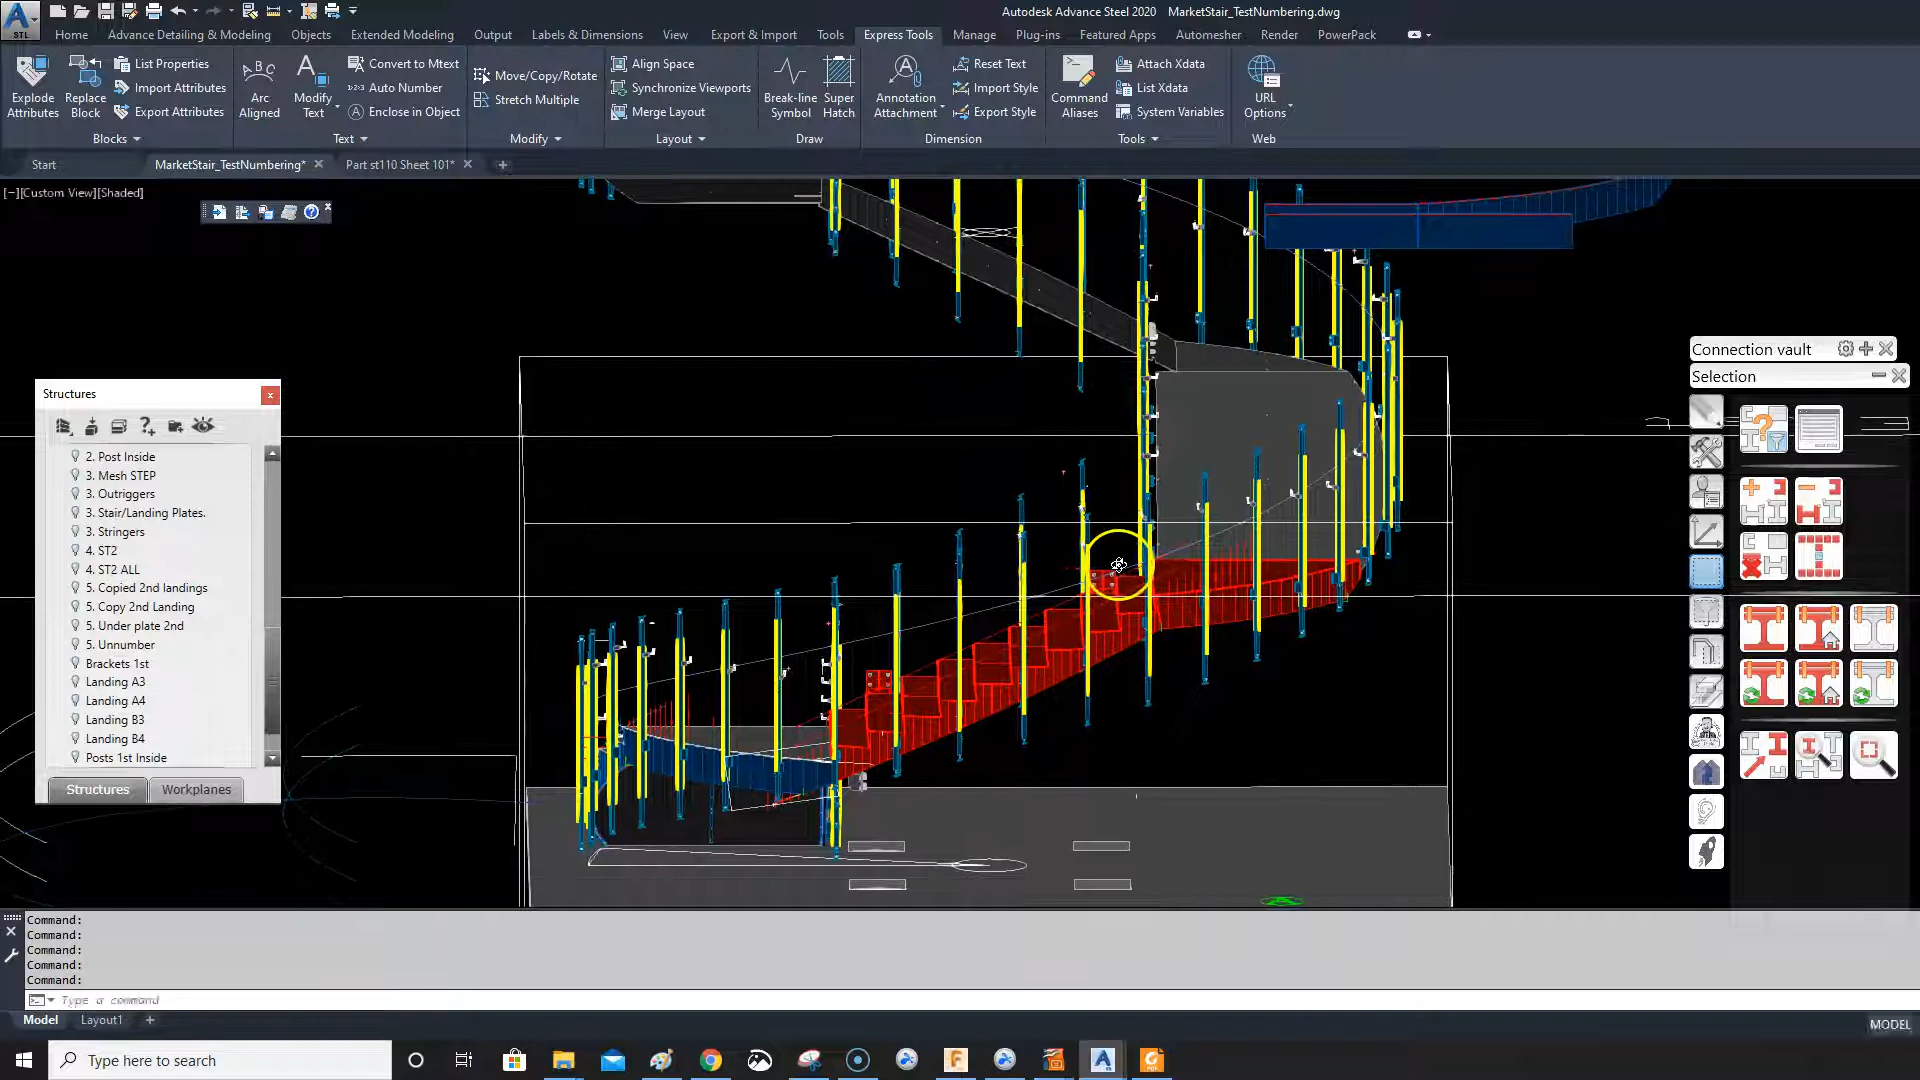 Autodesk Advance Steel 2020 MarketStair_TestNumbering.dwg
STL
Home Advance Detailing & Modeling Objects Extended Modeling Output Labels & Dimensions View Export & Import Tools Express Tools Manage Plug-ins Featured Apps Automesher Render PowerPack
Explode Attributes
Replace Block
List Properties
Import Attributes
Export Attributes
Blocks
ABC
Arc Aligned
Modify Text
Convert to Mtext
Auto Number
Enclose in Object
Text
Move/Copy/Rotate
Stretch Multiple
Modify
Align Space
Synchronize Viewports
Merge Layout
Layout
Break-line Symbol
Super Hatch
Draw
Annotation Attachment
Reset Text
Import Style
Export Style
Dimension
Command Aliases
Attach Xdata
List Xdata
System Variables
Tools
URL Options
Web
Start MarketStair_TestNumbering* Part st110 Sheet 101*
[−][Custom View][Shaded]
Structures
2. Post Inside
3. Mesh STEP
3. Outriggers
3. Stair/Landing Plates.
3. Stringers
4. ST2
4. ST2 ALL
5. Copied 2nd landings
5. Copy 2nd Landing
5. Under plate 2nd
5. Unnumber
Brackets 1st
Landing A3
Landing A4
Landing B3
Landing B4
Posts 1st Inside
Structures Workplanes
Connection vault
Selection
Command:
Command:
Command:
Command:
Command:
Type a command
Model Layout1
MODEL
Type here to search